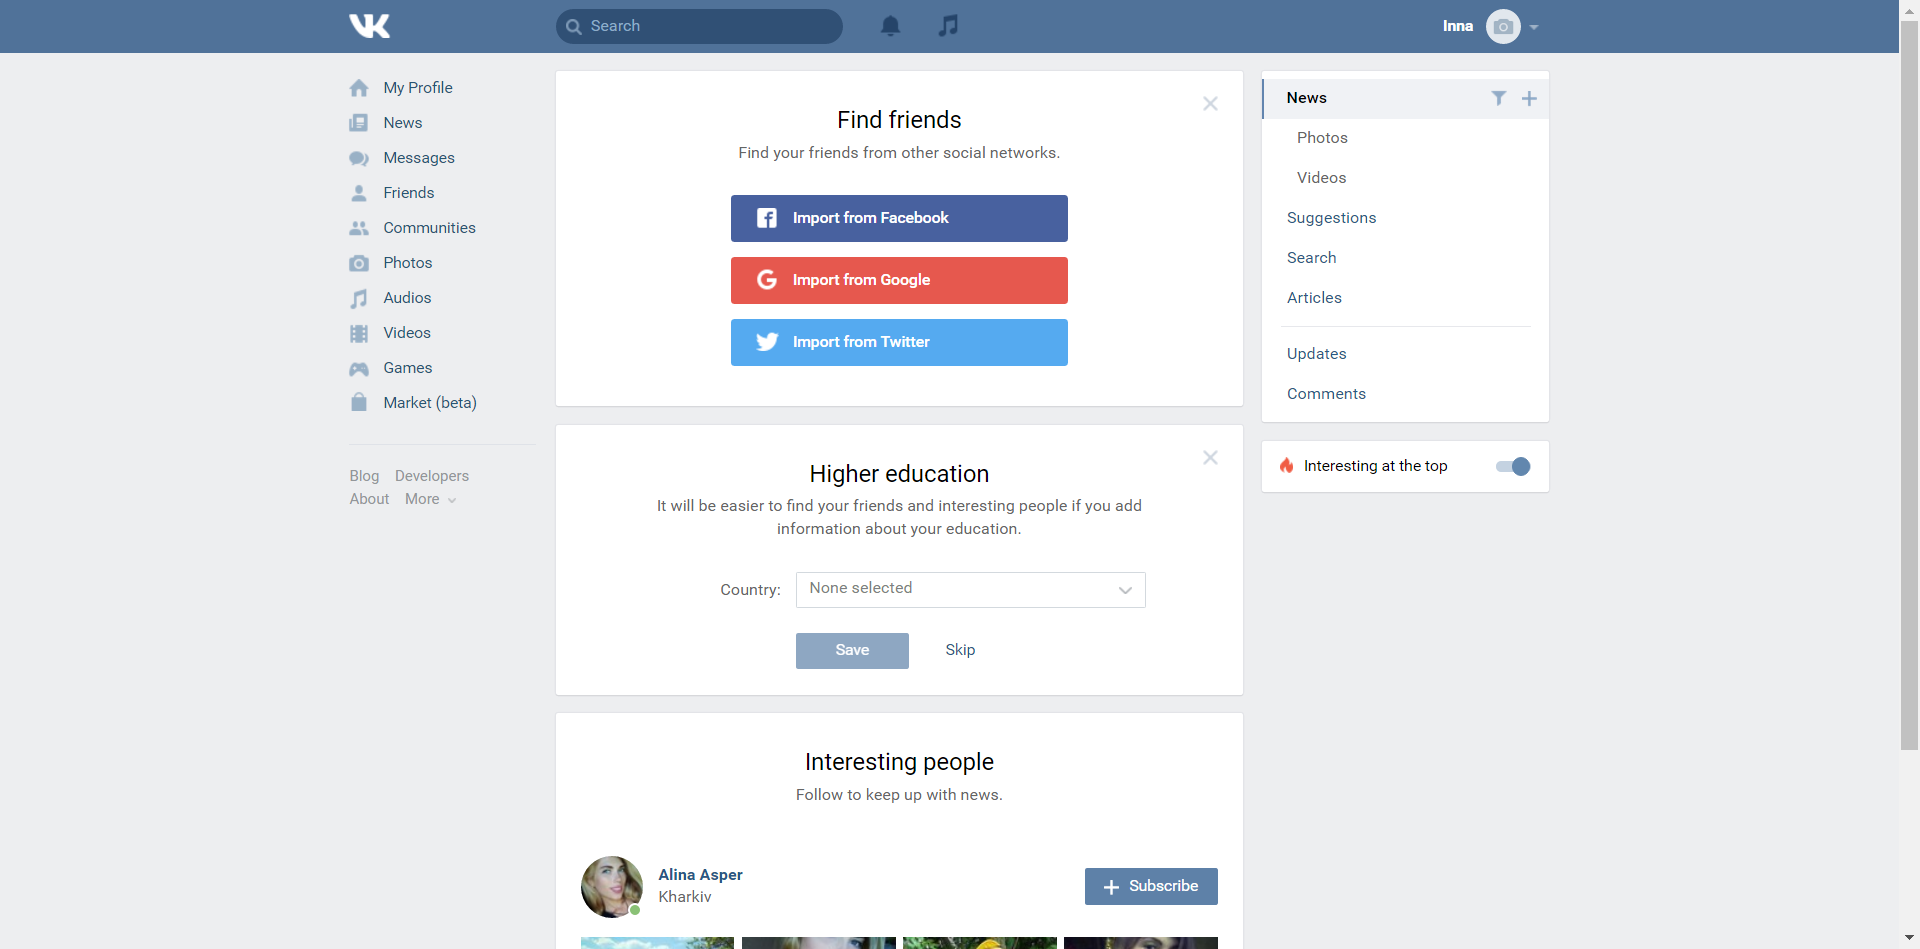 VK
Search
Inna
My Profile
News
Messages
Friends
Communities
Photos
Audios
Videos
Games
Market (beta)
Blog Developers
About More
Find friends
Find your friends from other social networks.
Import from Facebook
Import from Google
Import from Twitter
Higher education
It will be easier to find your friends and interesting people if you add
information about your education.
Country: None selected
Save Skip
Interesting people
Follow to keep up with news.
Alina Asper
Kharkiv
Subscribe
News
Photos
Videos
Suggestions
Search
Articles
Updates
Comments
Interesting at the top